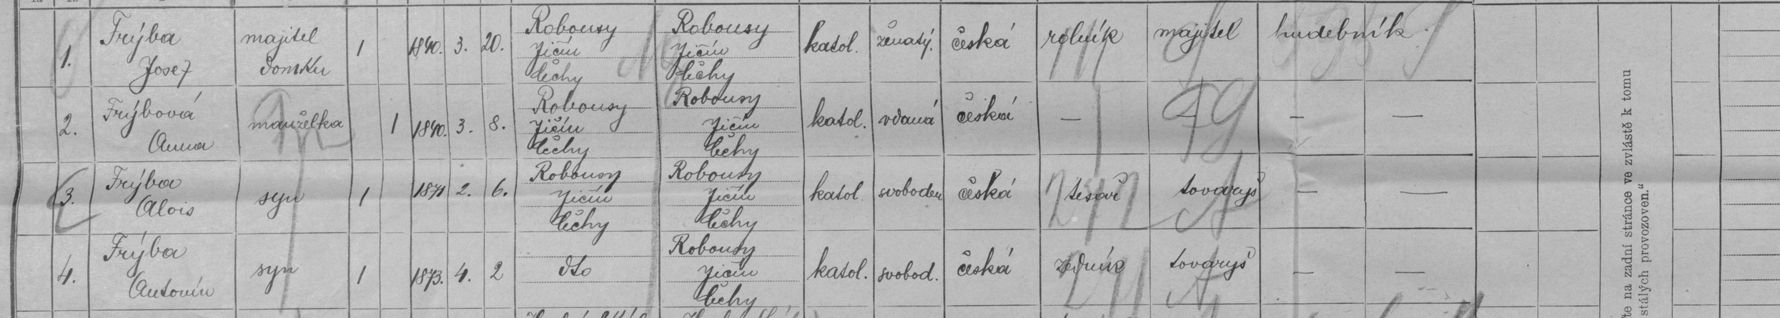 1. Frýba Josef majitel domku 1 1840. 3. 20. Robousy Jičín Čechy Robousy Jičín Čechy katol. ženatý. česká rolník majitel hudebník
2. Frýbová Anna manželka 1 1840. 3. 8. Robousy Jičín Čechy Robousy Jičín Čechy katol. vdaná česká — — —
3. Frýba Alois syn 1 1871 2. 6. Robousy Jičín Čechy Robousy Jičín Čechy katol. svoboden česká tesař tovaryš — —
4. Frýba Antonín syn 1 1873. 4. 2 dto Robousy Jičín Čechy katol. svobod. česká zedník tovaryš — —
te na zadní stránce ve zvláště k tomu
stálých provozoven.“